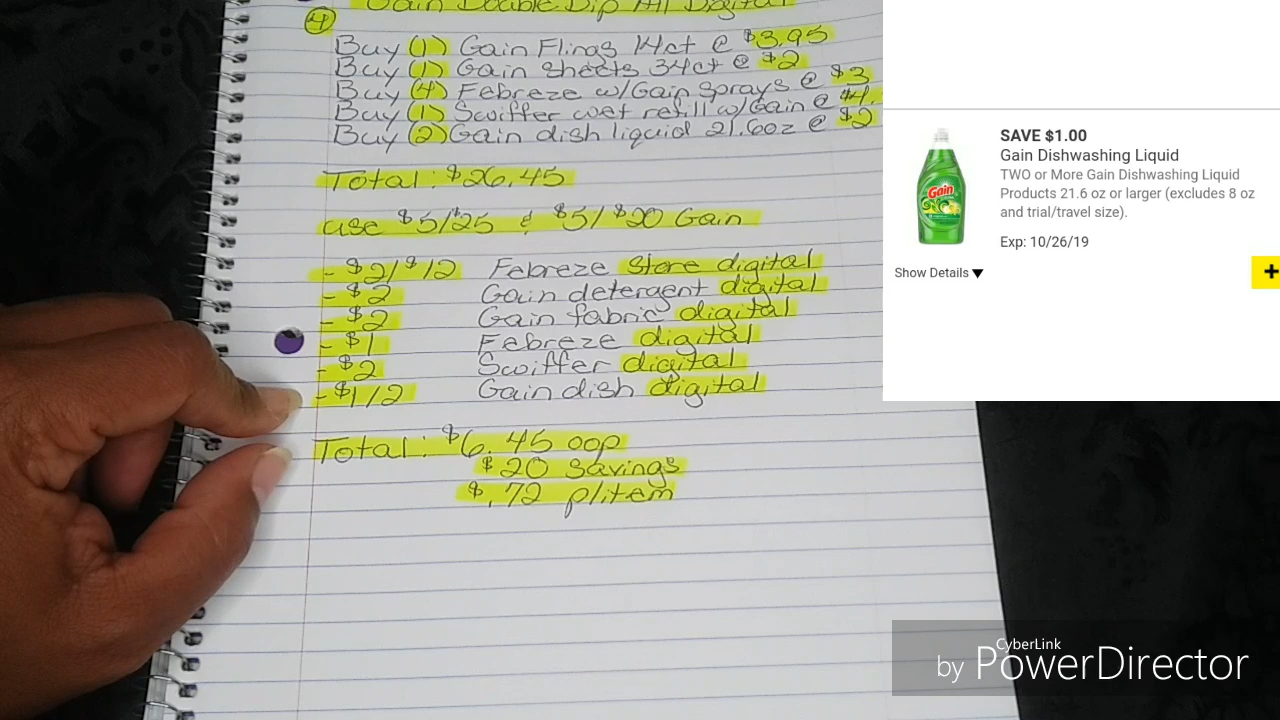 Gain Double Dip All Digital
4
Buy (1) Gain Flings 14ct @ $3.95
Buy (1) Gain sheets 34ct @ $2
Buy (4) Febreze w/Gain Sprays @ $3
Buy (1) Swiffer wet refill w/Gain @ $4.
Buy (2) Gain dish liquid 21.6oz @ $2
Total: $26.45
use $5/$25 & $5/$20 Gain
- $2/$12 Febreze Store digital
- $2 Gain detergent digital
- $2 Gain fabric digital
- $1 Febreze digital
- $2 Swiffer digital
- $1/2 Gain dish digital
Total: $6.45 oop
$20 savings
$.72 p/item
SAVE $1.00
Gain Dishwashing Liquid
TWO or More Gain Dishwashing Liquid
Products 21.6 oz or larger (excludes 8 oz
and trial/travel size).
Exp: 10/26/19
Show Details ▼
+
Gain
CyberLink
by PowerDirector